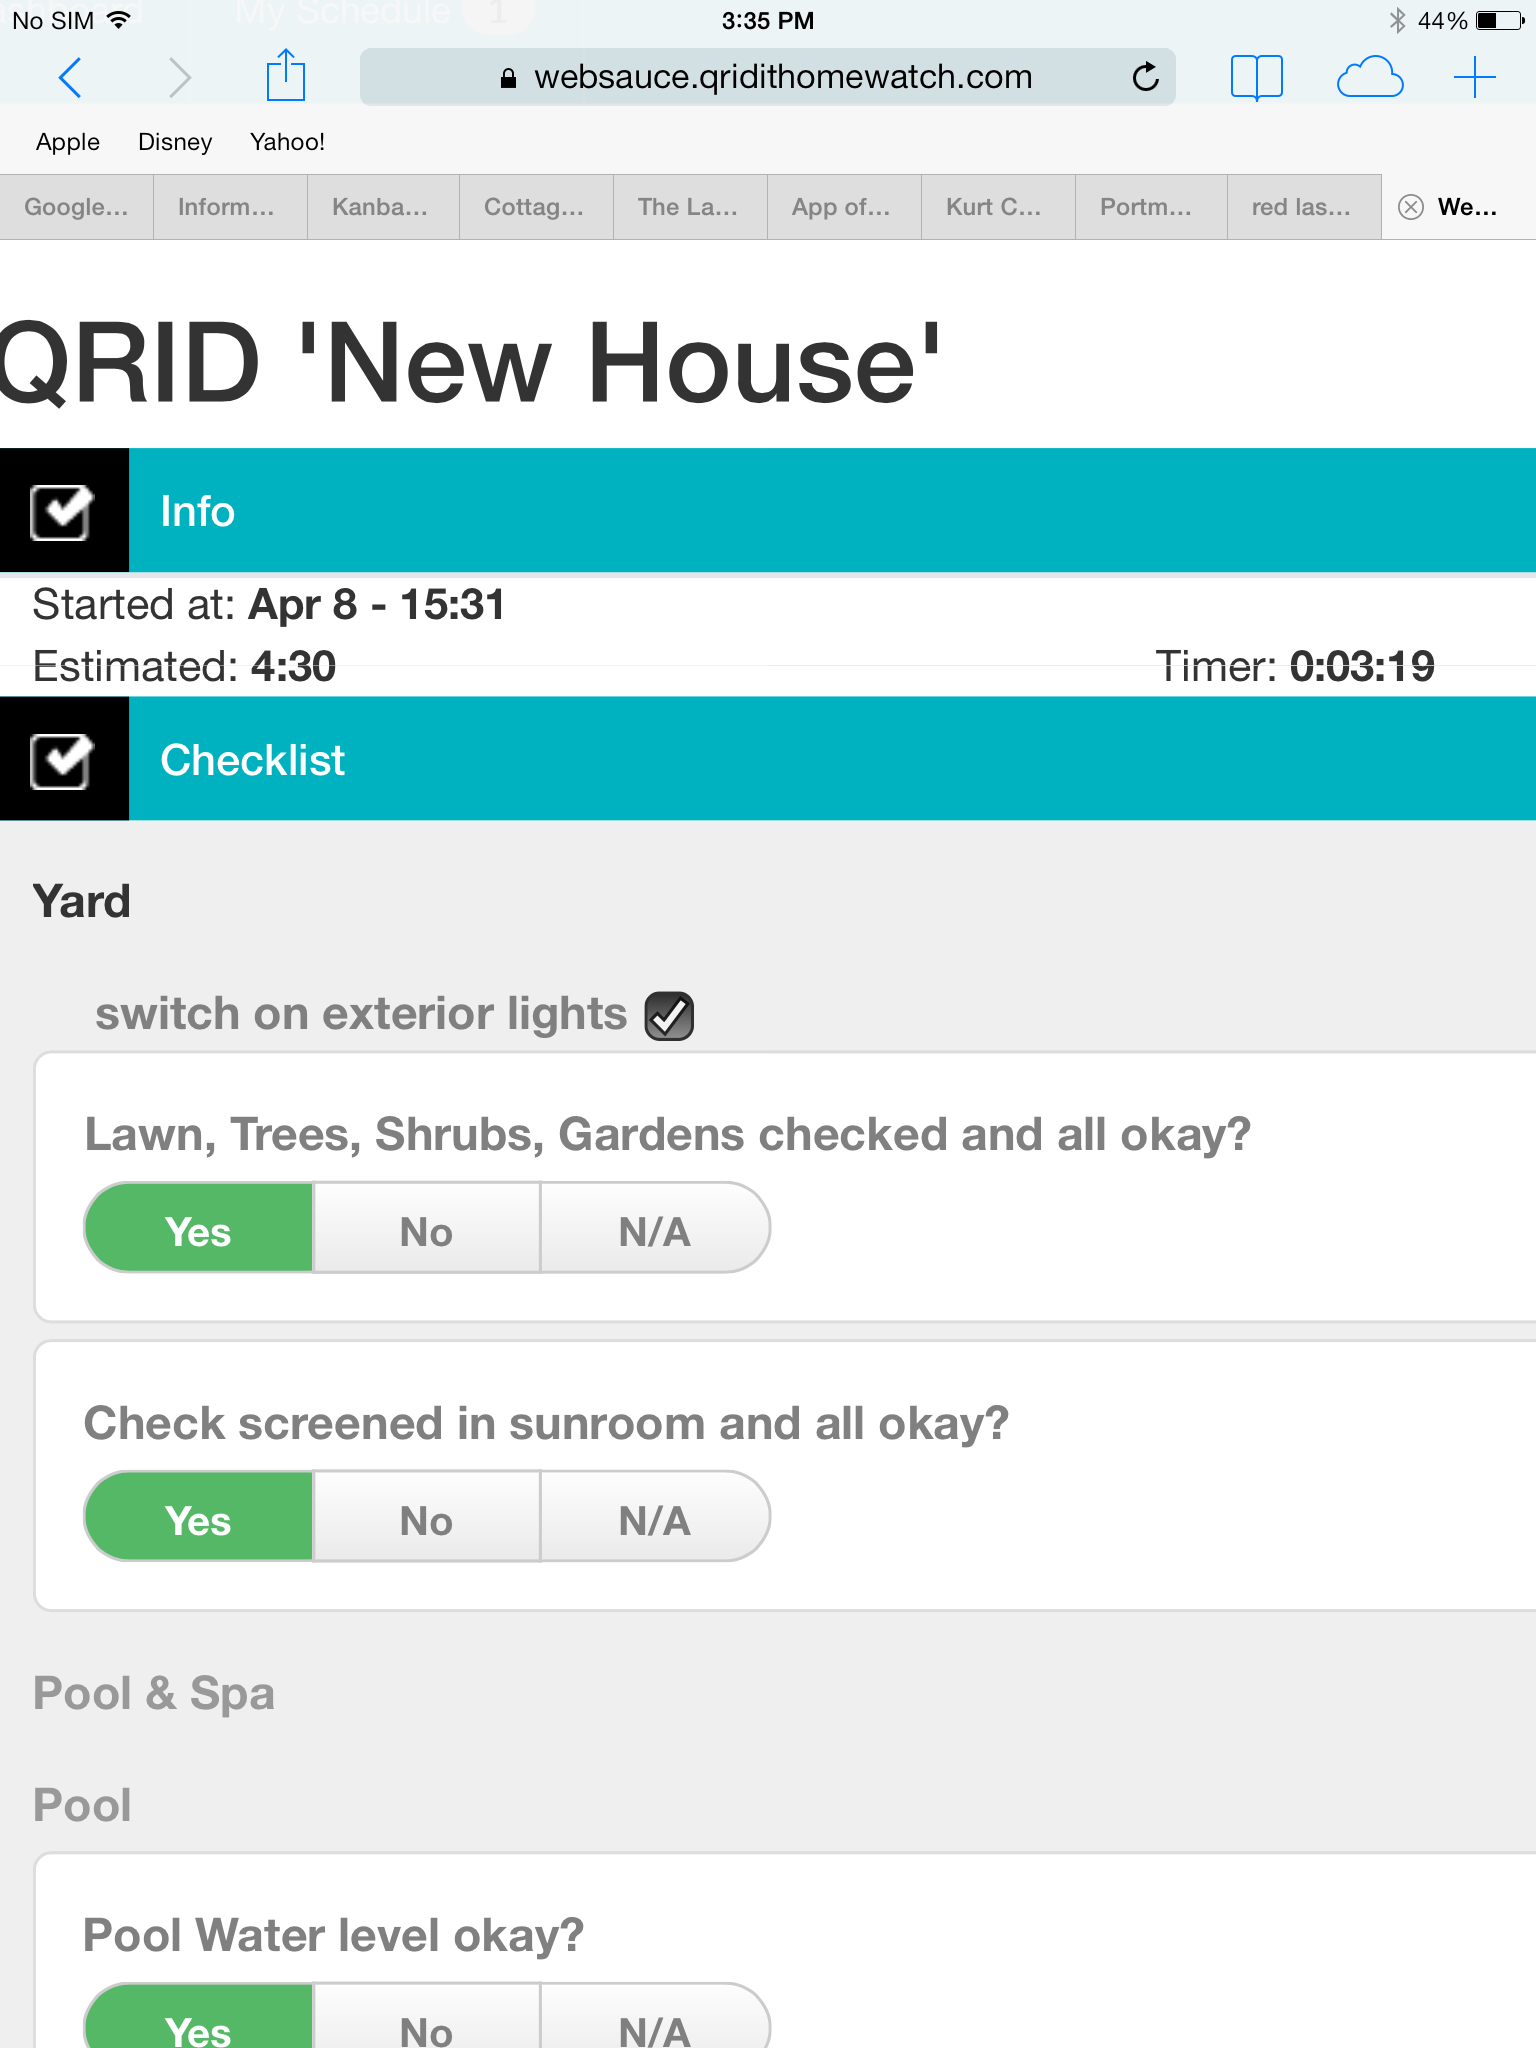 My Schedule 1
No SIM 3:35 PM 44%
websauce.qridithomewatch.com
Apple Disney Yahoo!
Google... Inform... Kanba... Cottag... The La... App of... Kurt C... Portm... red las... We...
QRID 'New House'
Info
Started at: Apr 8 - 15:31
Estimated: 4:30 Timer: 0:03:19
Checklist
Yard
switch on exterior lights
Lawn, Trees, Shrubs, Gardens checked and all okay?
Yes No N/A
Check screened in sunroom and all okay?
Yes No N/A
Pool & Spa
Pool
Pool Water level okay?
Yes No N/A